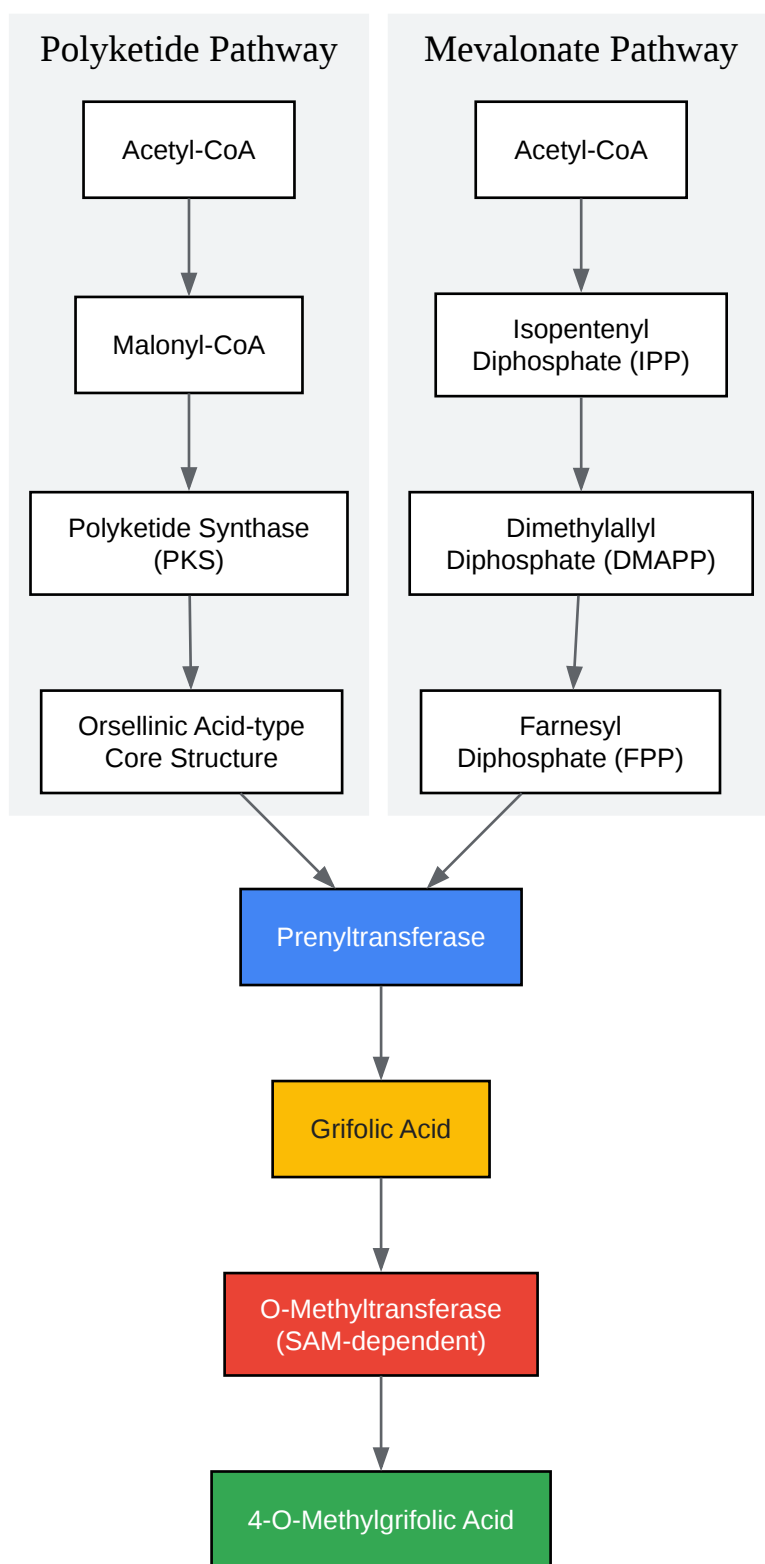 Polyketide Pathway
Acetyl-CoA
Malonyl-CoA
Polyketide Synthase
(PKS)
Orsellinic Acid-type
Core Structure
Mevalonate Pathway
Acetyl-CoA
Isopentenyl
Diphosphate (IPP)
Dimethylallyl
Diphosphate (DMAPP)
Farnesyl
Diphosphate (FPP)
Prenyltransferase
Grifolic Acid
O-Methyltransferase
(SAM-dependent)
4-O-Methylgrifolic Acid